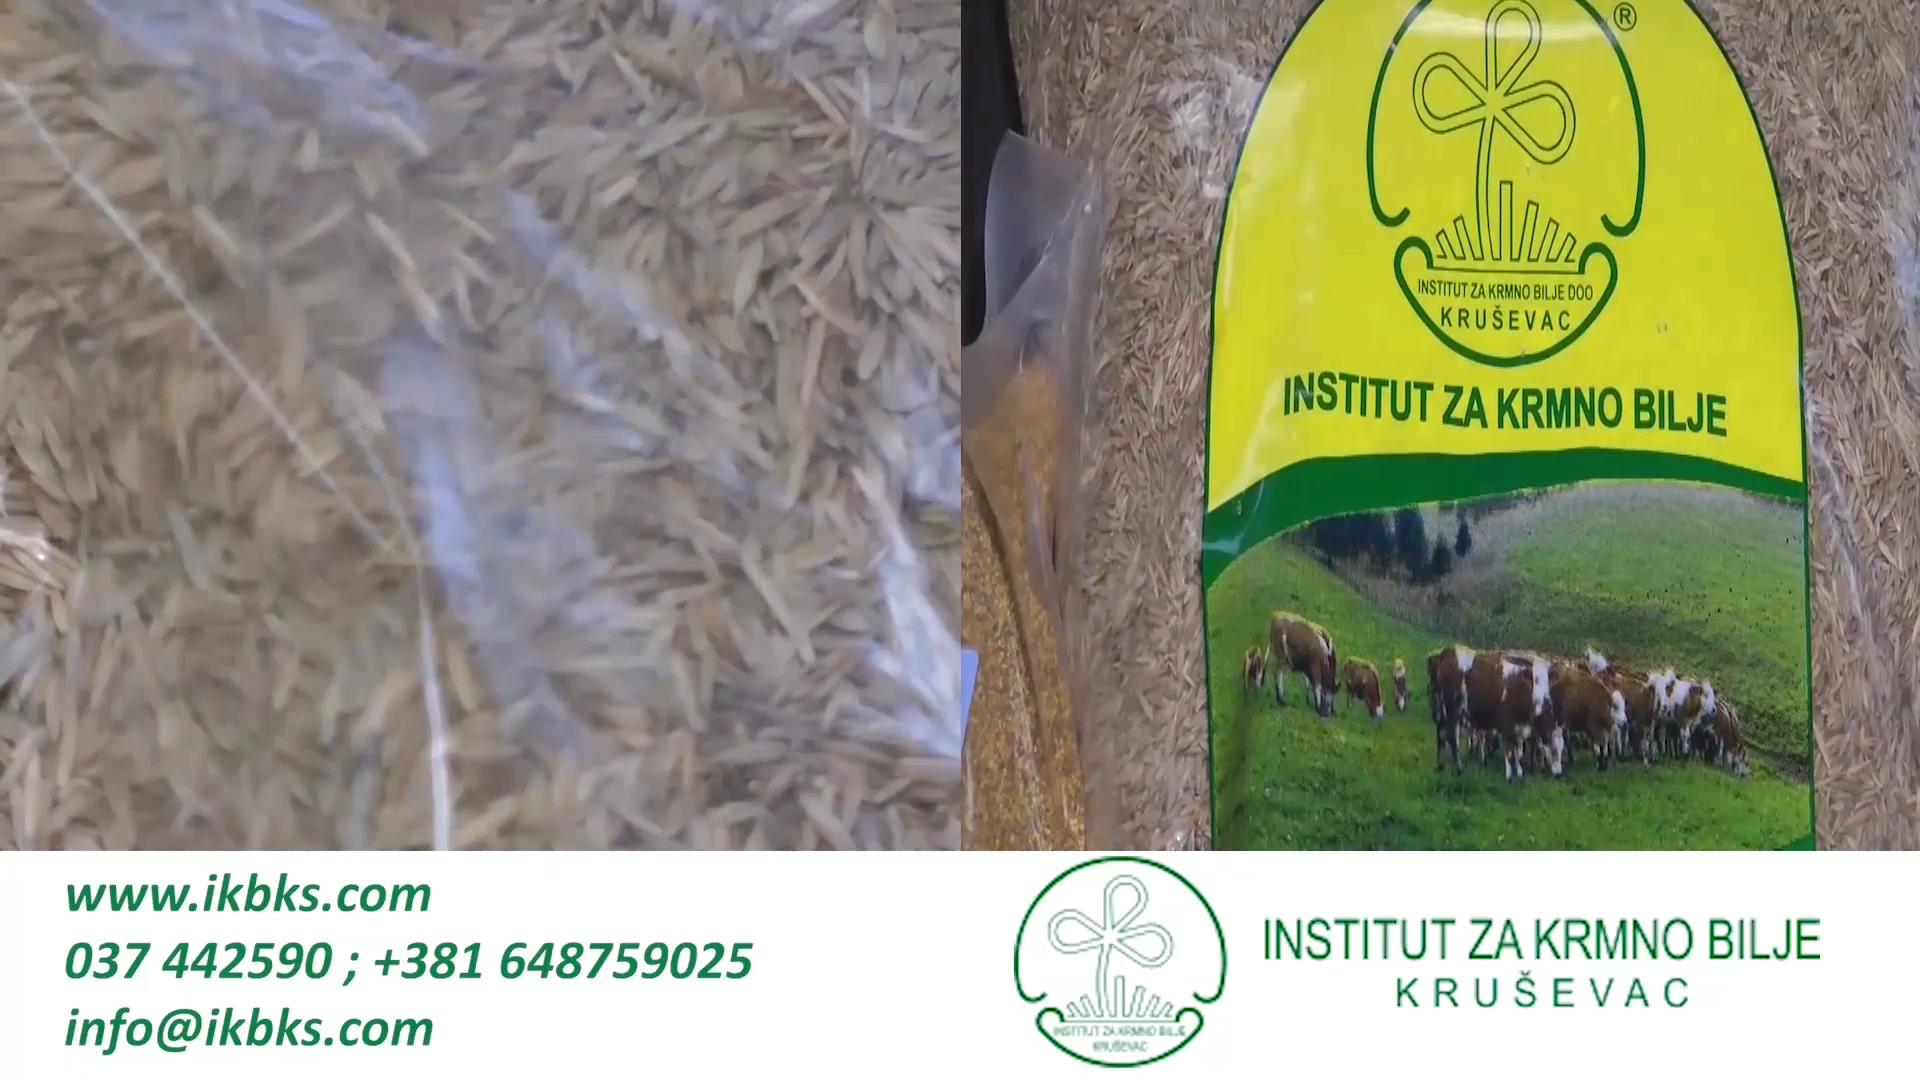 ®
INSTITUT ZA KRMNO BILJE DOO
KRUŠEVAC
INSTITUT ZA KRMNO BILJE
www.ikbks.com
037 442590 ; +381 648759025
info@ikbks.com
INSTITUT ZA KRMNO BILJE
KRUŠEVAC
INSTITUT ZA KRMNO BILJE
KRUŠEVAC